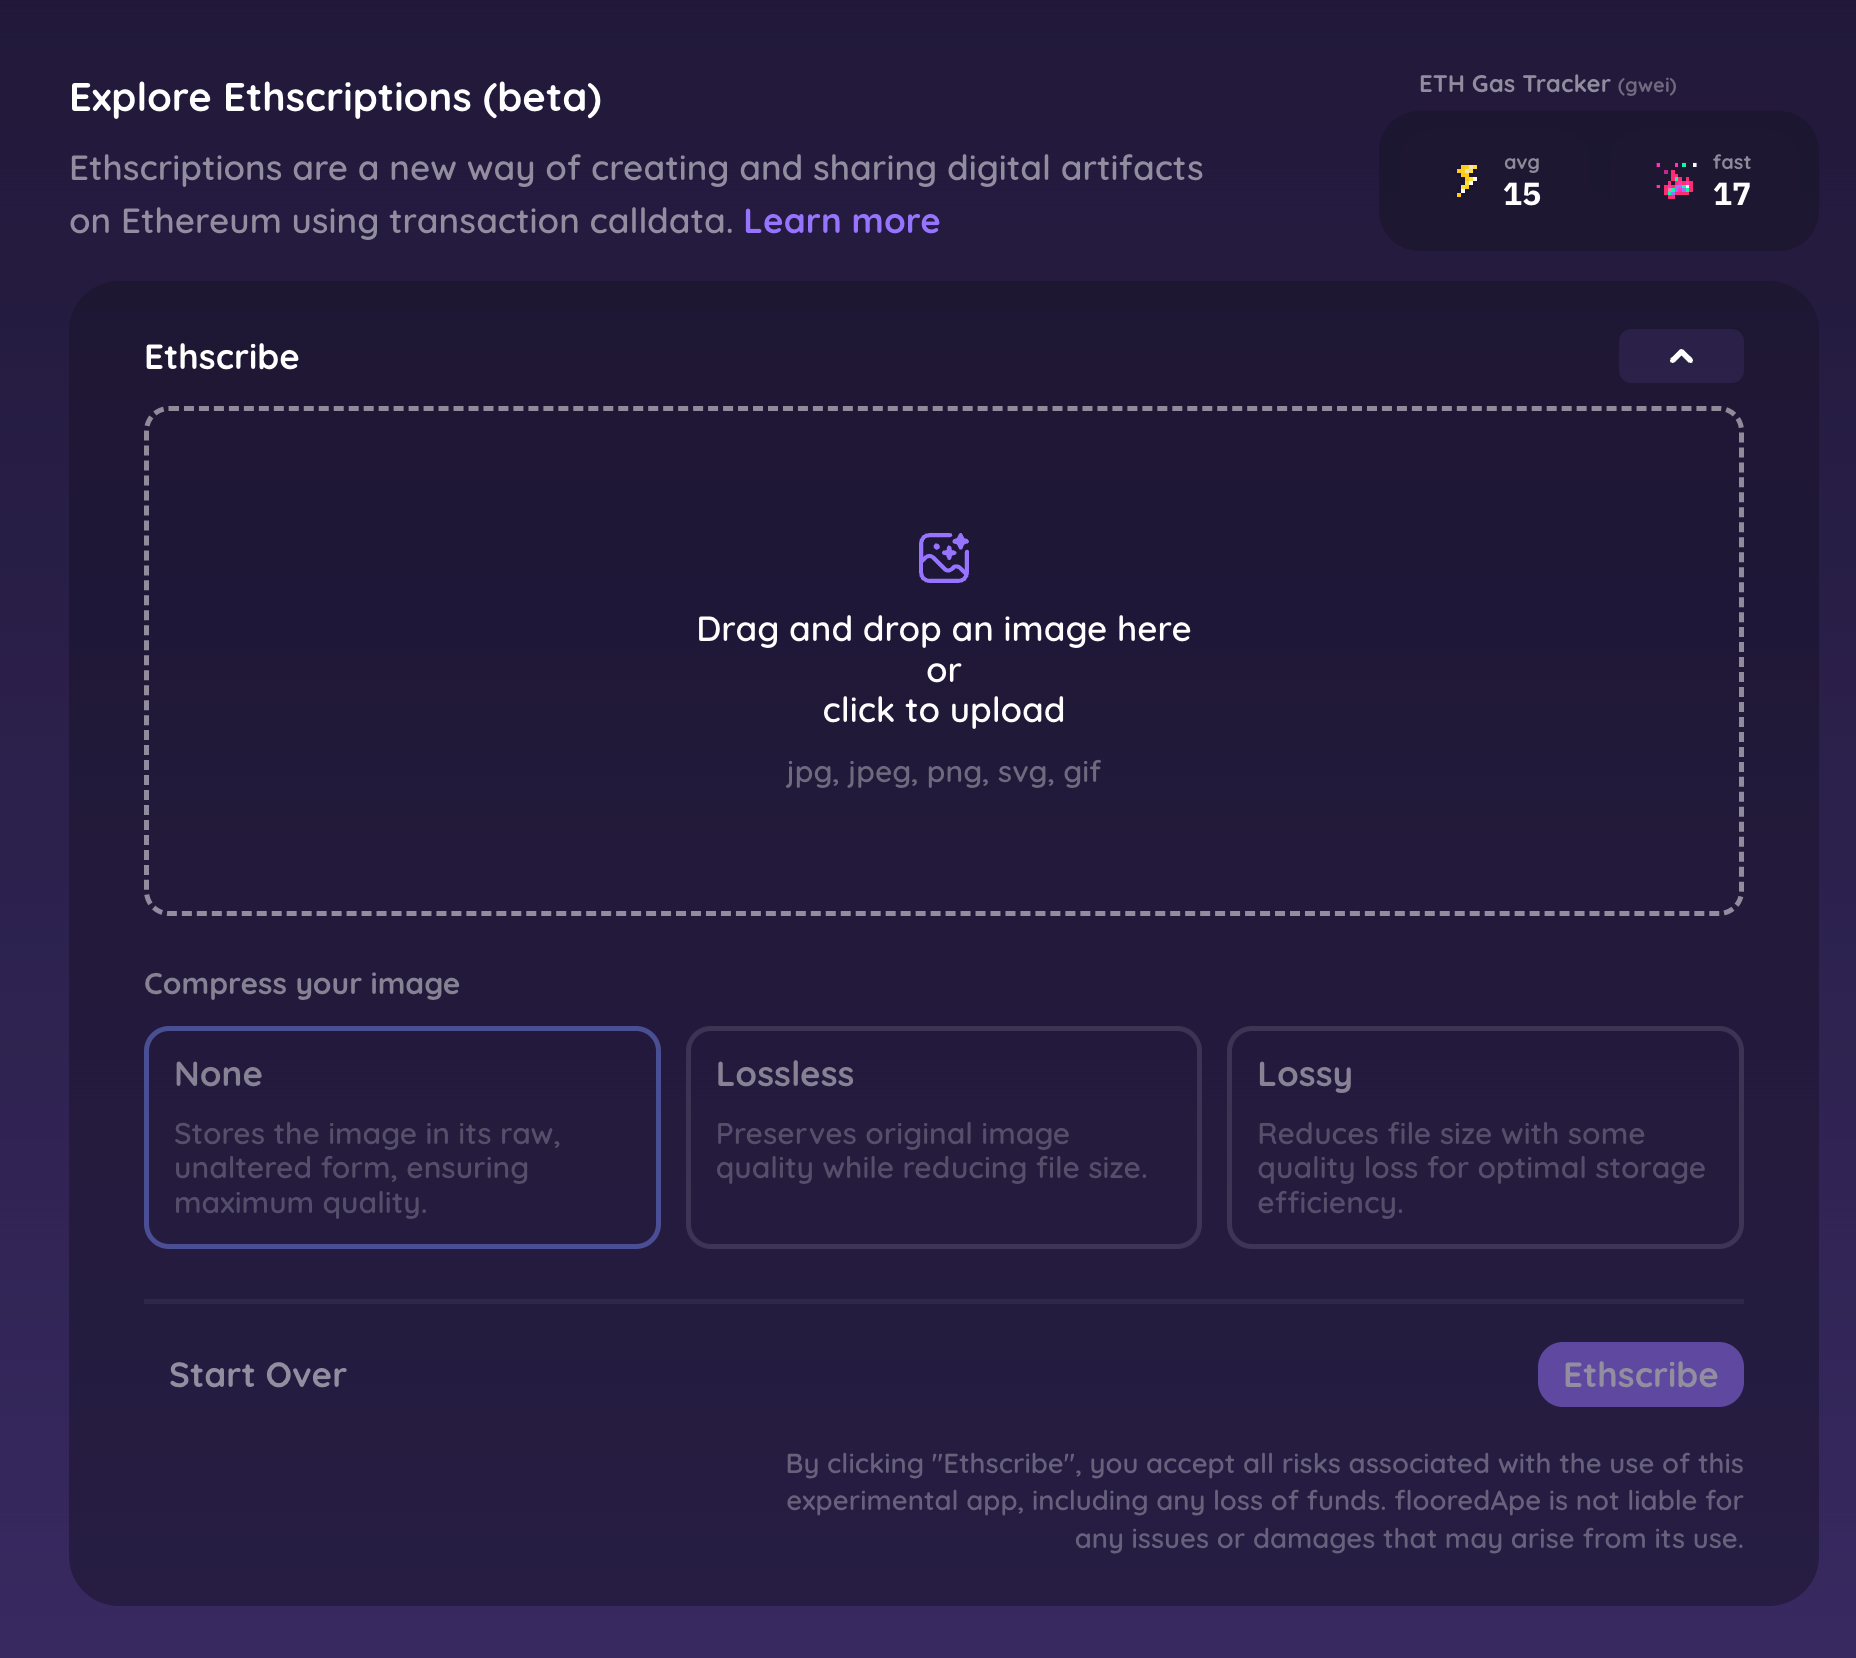 Explore Ethscriptions (beta)
Ethscriptions are a new way of creating and sharing digital artifacts
on Ethereum using transaction calldata. Learn more
ETH Gas Tracker (gwei)
avg
15
fast
17
Ethscribe
Drag and drop an image here
or
click to upload
jpg, jpeg, png, svg, gif
Compress your image
None
Stores the image in its raw,
unaltered form, ensuring
maximum quality.
Lossless
Preserves original image
quality while reducing file size.
Lossy
Reduces file size with some
quality loss for optimal storage
efficiency.
Start Over
Ethscribe
By clicking "Ethscribe", you accept all risks associated with the use of this
experimental app, including any loss of funds. flooredApe is not liable for
any issues or damages that may arise from its use.